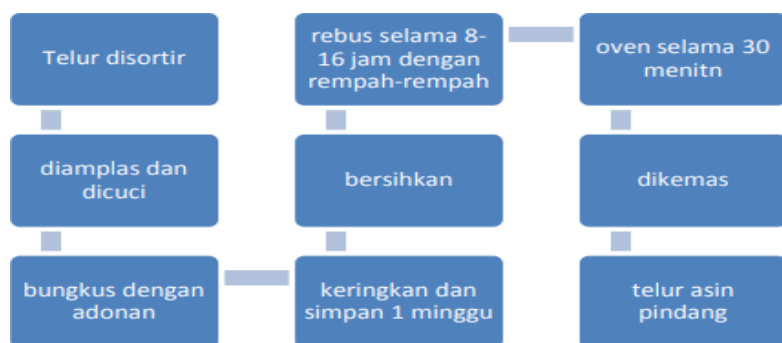 Telur disortir
diamplas dan
dicuci
bungkus dengan
adonan
keringkan dan
simpan 1 minggu
bersihkan
rebus selama 8-
16 jam dengan
rempah-rempah
oven selama 30
menitn
dikemas
telur asin
pindang